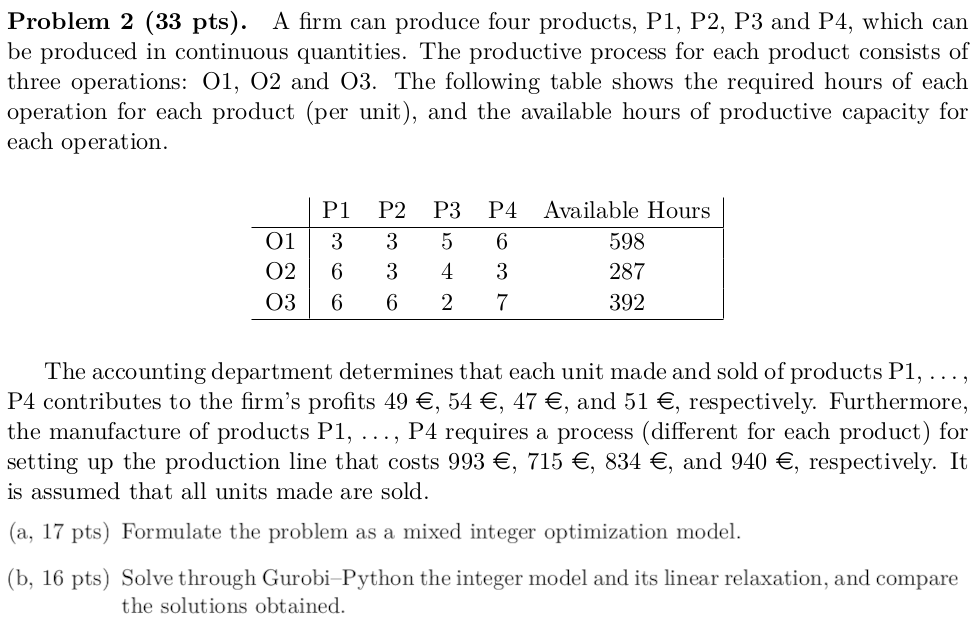 Problem 2 (33 pts). A firm can produce four products, P1, P2, P3 and P4, which can
be produced in continuous quantities. The productive process for each product consists of
three operations: O1, O2 and O3. The following table shows the required hours of each
operation for each product (per unit), and the available hours of productive capacity for
each operation.
P1 P2 P3 P4 Available Hours
O1 3 3 5 6 598
O2 6 3 4 3 287
O3 6 6 2 7 392
The accounting department determines that each unit made and sold of products P1, ...,
P4 contributes to the firm's profits 49 €, 54 €, 47 €, and 51 €, respectively. Furthermore,
the manufacture of products P1, ..., P4 requires a process (different for each product) for
setting up the production line that costs 993 €, 715 €, 834 €, and 940 €, respectively. It
is assumed that all units made are sold.
(a, 17 pts) Formulate the problem as a mixed integer optimization model.
(b, 16 pts) Solve through Gurobi–Python the integer model and its linear relaxation, and compare
the solutions obtained.